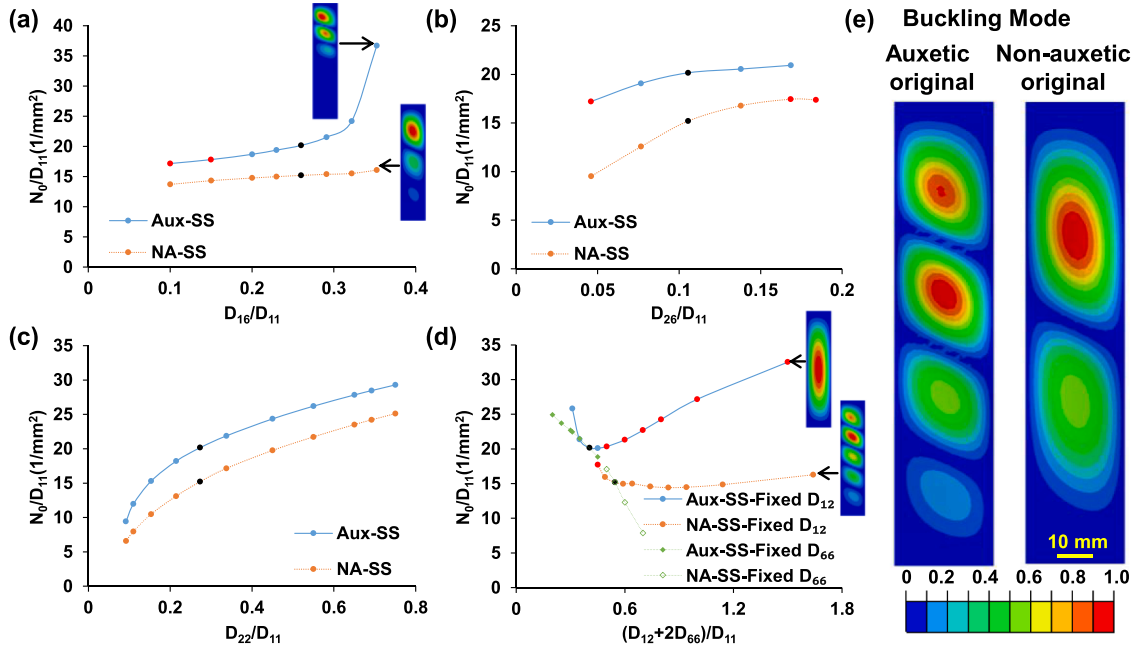 (a)
N₀/D₁₁(1/mm²)
40
35
30
25
20
15
10
5
0
Aux-SS
NA-SS
0 0.1 0.2 0.3 0.4
D₁₆/D₁₁
(b)
N₀/D₁₁(1/mm²)
25
20
15
10
5
0
Aux-SS
NA-SS
0 0.05 0.1 0.15 0.2
D₂₆/D₁₁
(c)
N₀/D₁₁(1/mm²)
35
30
25
20
15
10
5
0
Aux-SS
NA-SS
0 0.2 0.4 0.6 0.8
D₂₂/D₁₁
(d)
N₀/D₁₁(1/mm²)
35
30
25
20
15
10
5
0
Aux-SS-Fixed D₁₂
NA-SS-Fixed D₁₂
Aux-SS-Fixed D₆₆
NA-SS-Fixed D₆₆
0 0.6 1.2 1.8
(D₁₂+2D₆₆)/D₁₁
(e)
Buckling Mode
Auxetic
original
Non-auxetic
original
10 mm
0 0.2 0.4 0.6 0.8 1.0